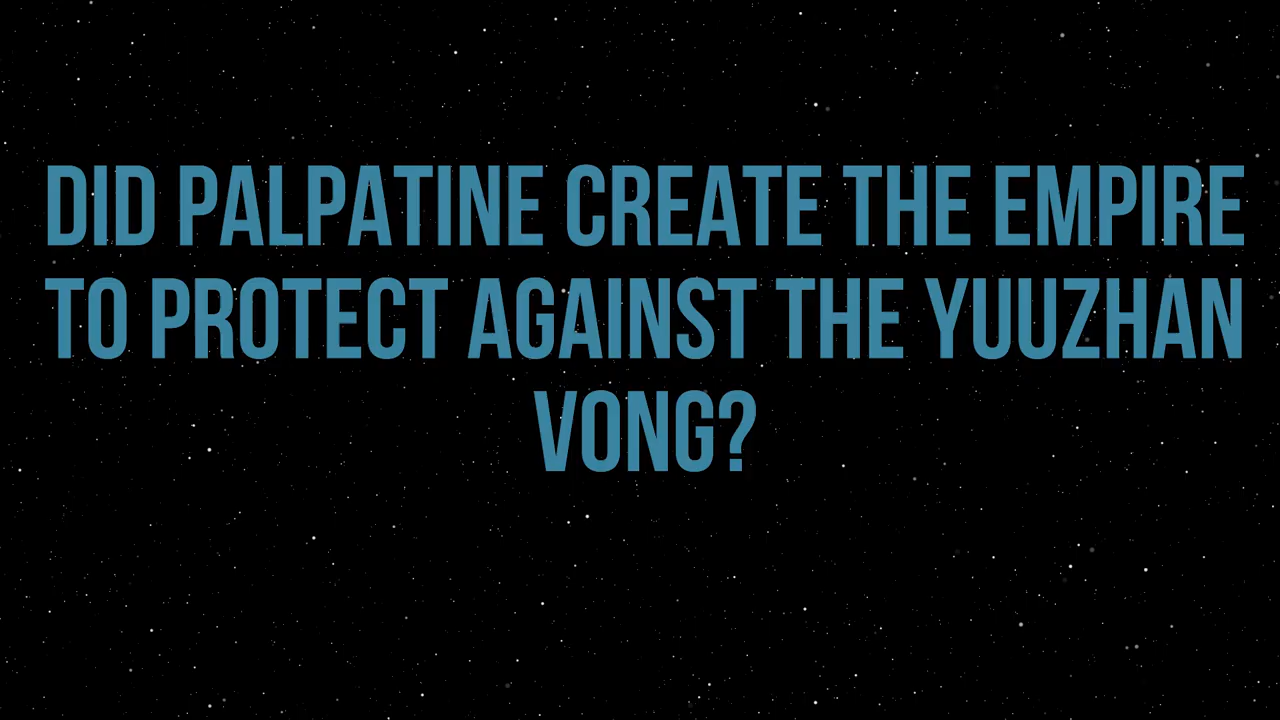 DID PALPATINE CREATE THE EMPIRE
TO PROTECT AGAINST THE YUUZHAN
VONG?